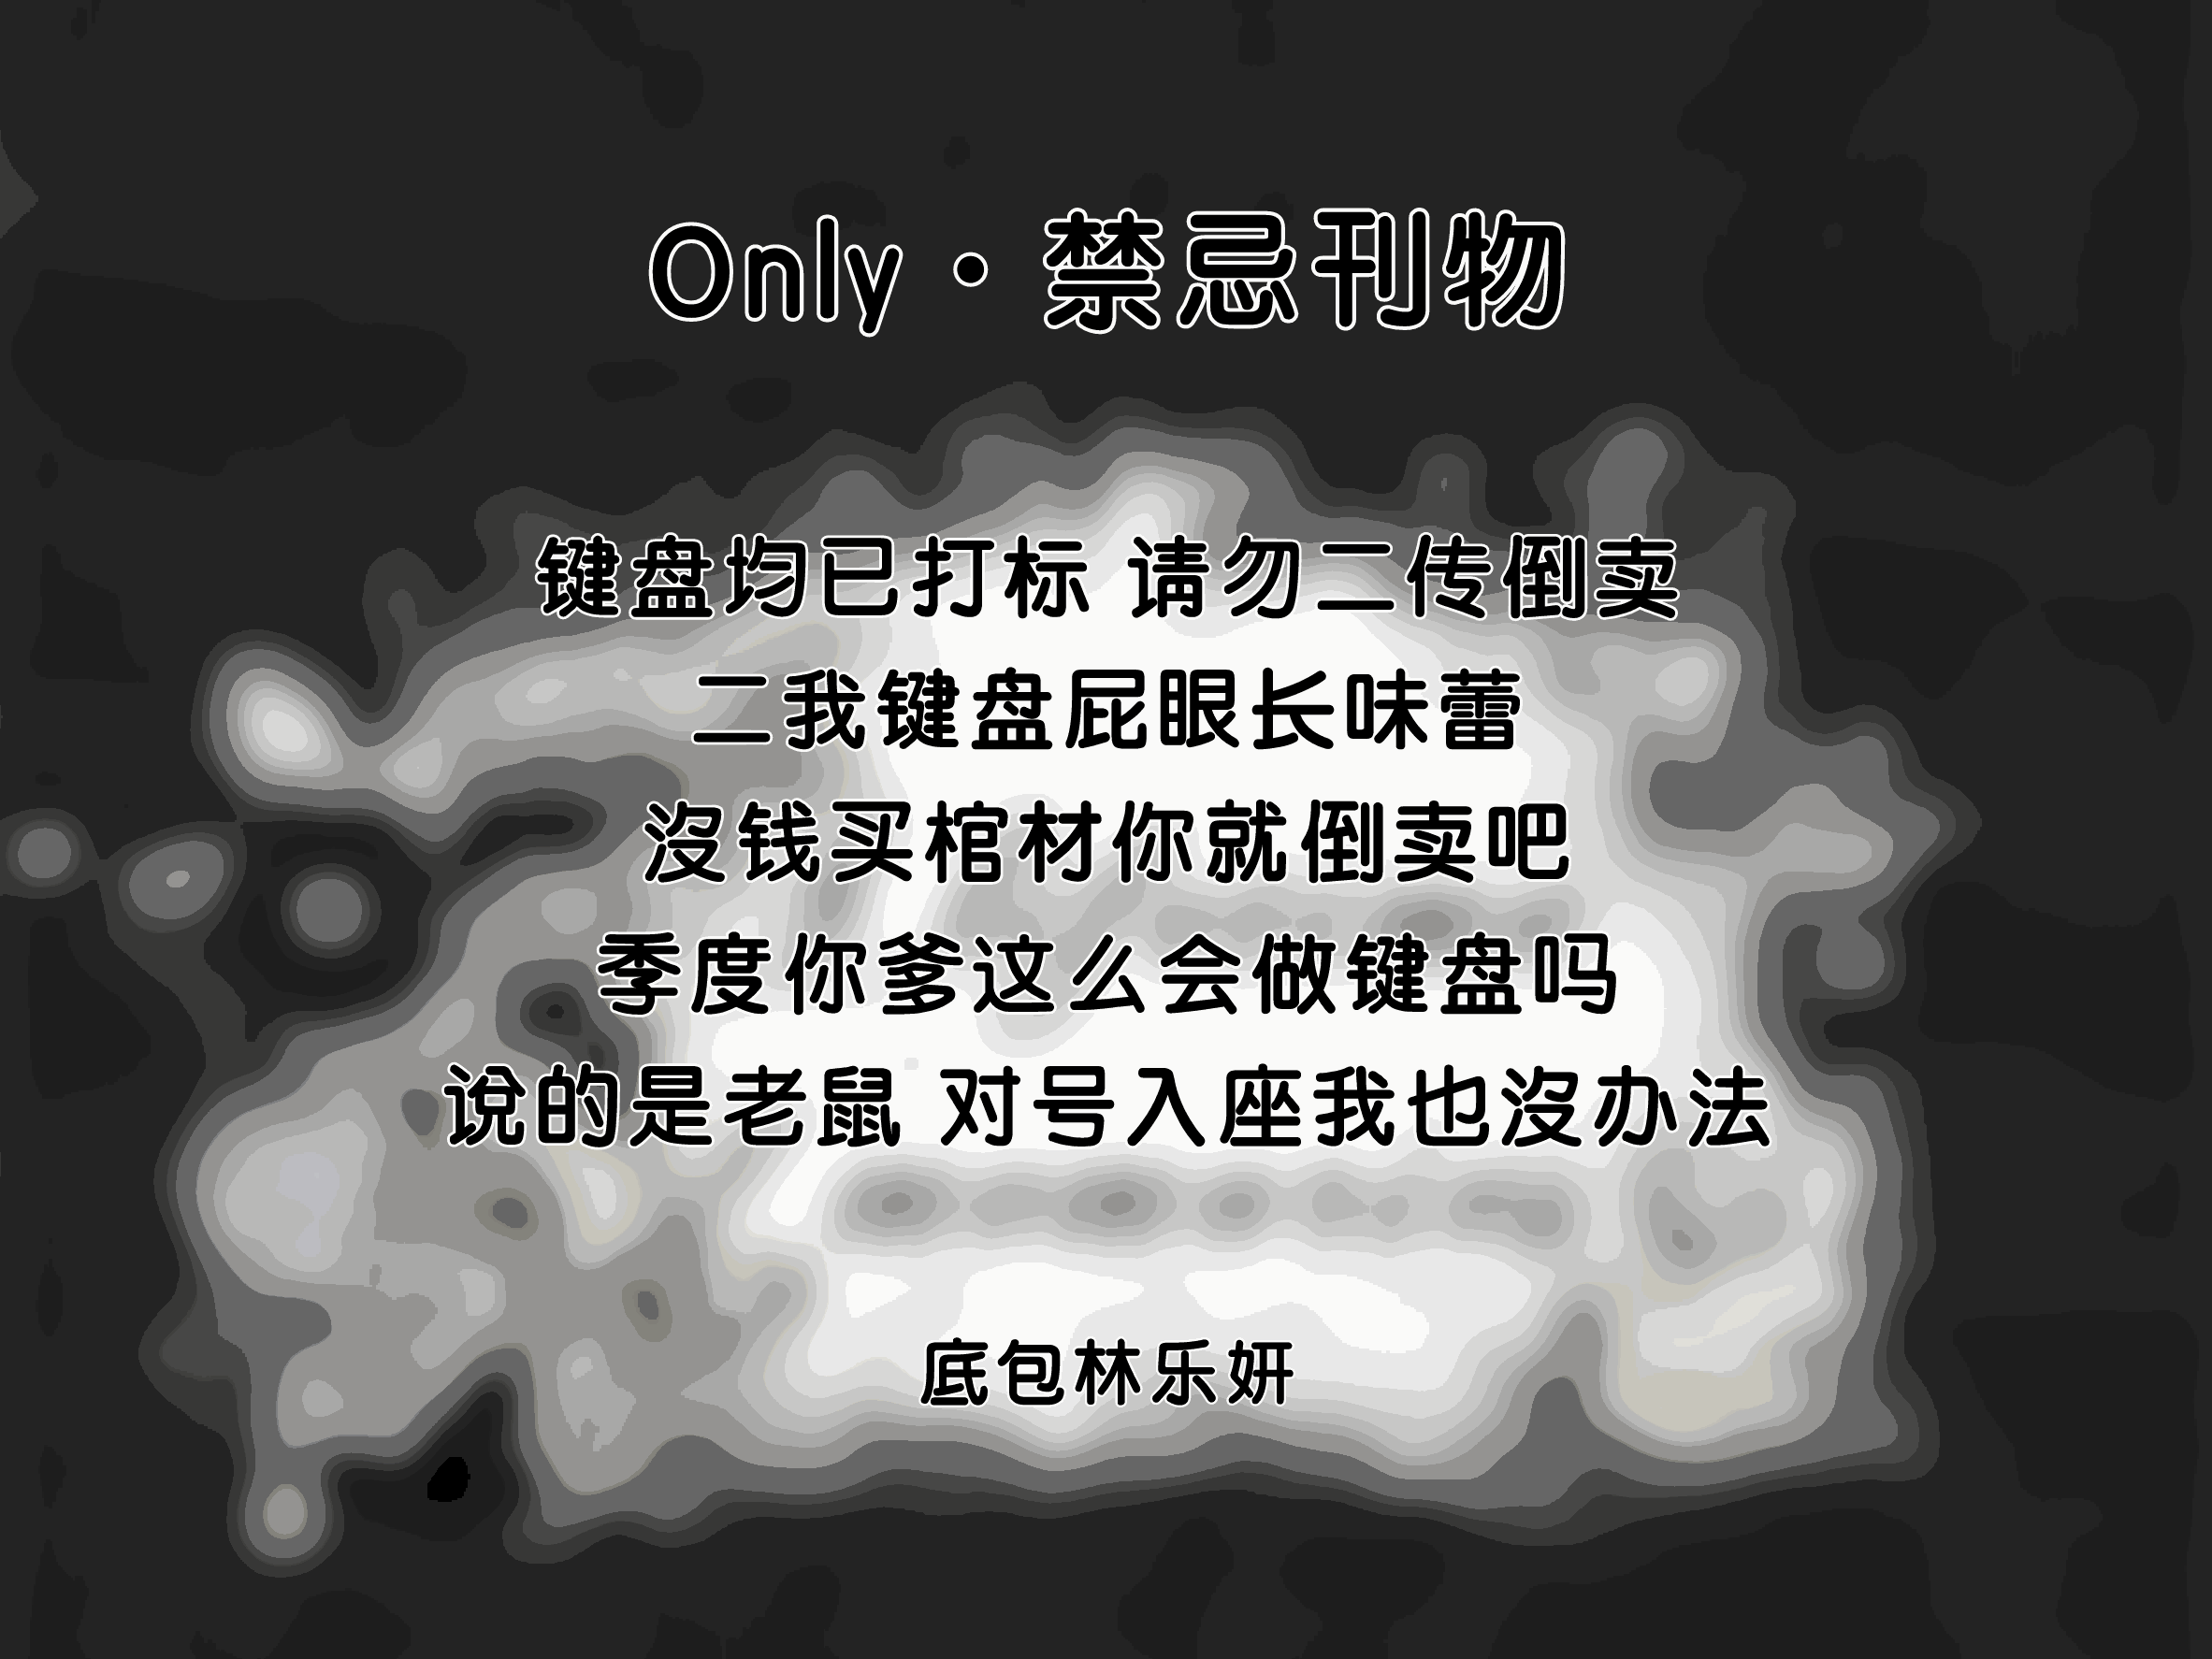 Only·禁忌刊物
键盘均已打标 请勿二传倒卖
二我键盘屁眼长味蕾
没钱买棺材你就倒卖吧
季度你爹这么会做键盘吗
说的是老鼠 对号入座我也没办法
底包林乐妍